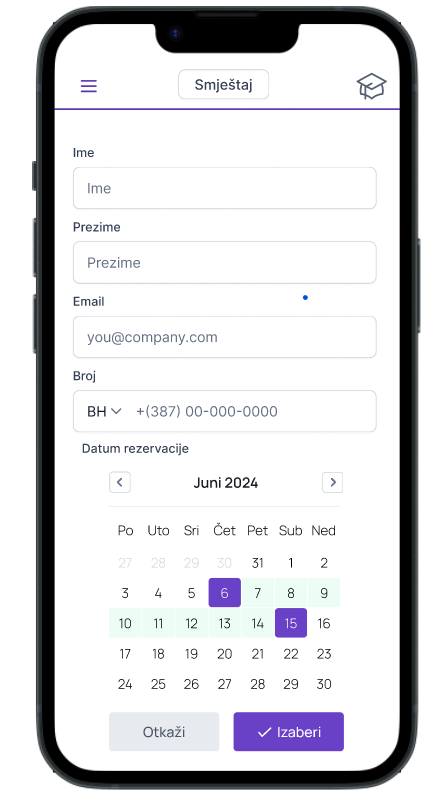 Smještaj
Ime
Ime
Prezime
Prezime
Email
you@company.com
Broj
BH +(387) 00-000-0000
Datum rezervacije
Juni 2024
Po Uto Sri Čet Pet Sub Ned
27 28 29 30 31 1 2
3 4 5 6 7 8 9
10 11 12 13 14 15 16
17 18 19 20 21 22 23
24 25 26 27 28 29 30
Otkaži Izaberi